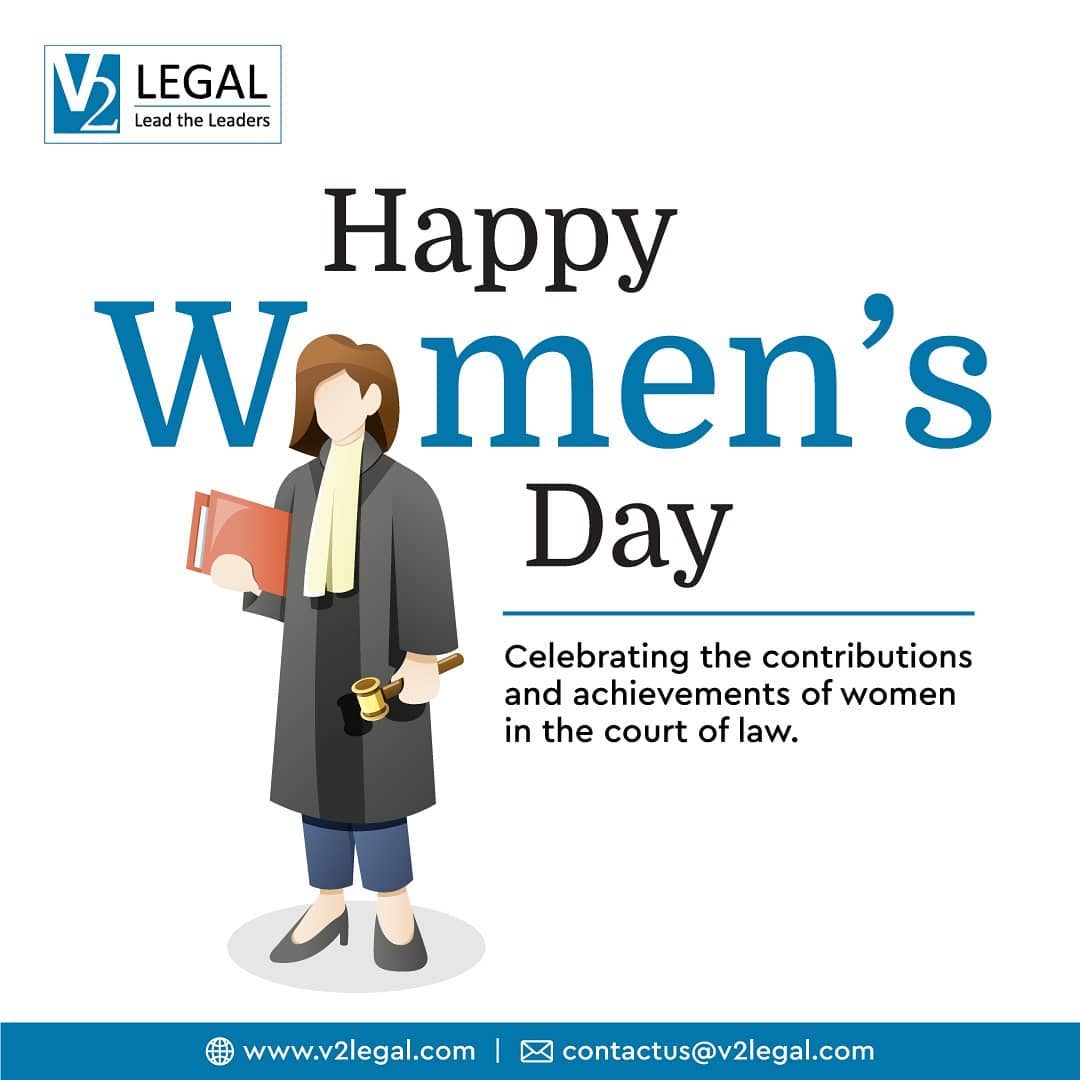 V2 LEGAL
Lead the Leaders
Happy
Women's
Day
Celebrating the contributions
and achievements of women
in the court of law.
www.v2legal.com | contactus@v2legal.com